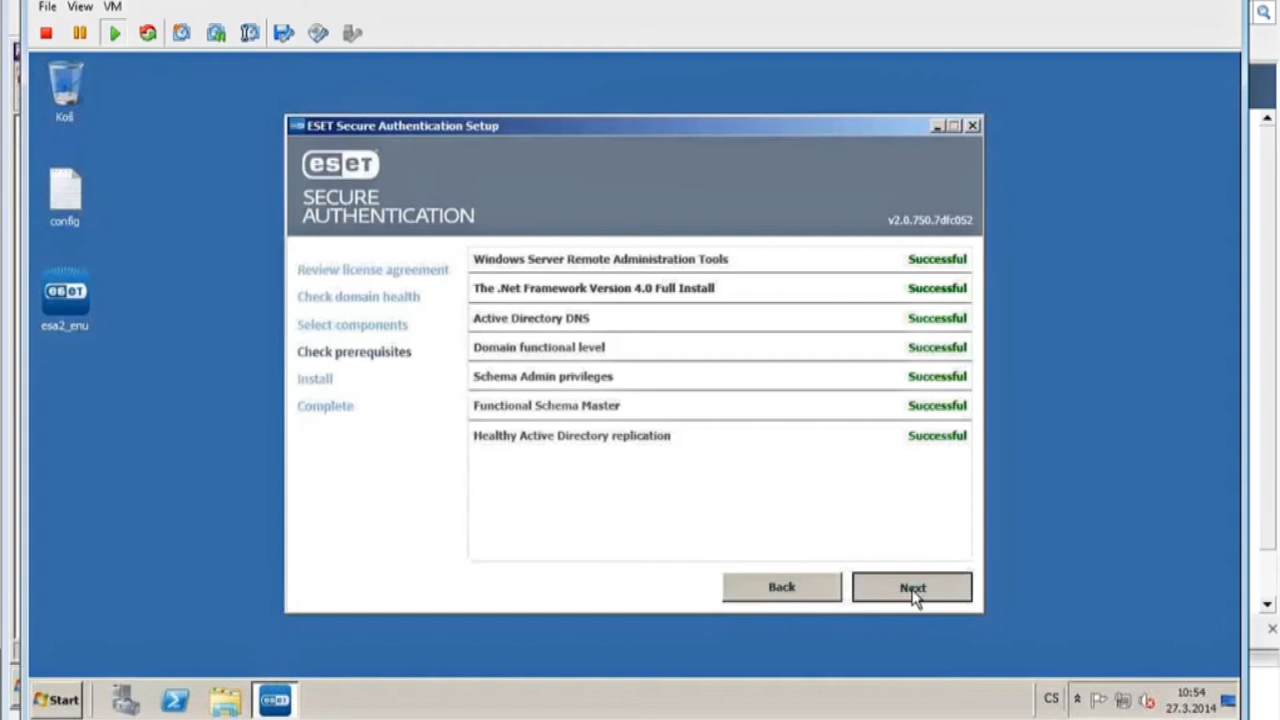 File View VM
Koš
config
esa2_enu
ESET Secure Authentication Setup
eset
SECURE
AUTHENTICATION
v2.0.750.7dfc052
Review license agreement
Check domain health
Select components
Check prerequisites
Install
Complete
Windows Server Remote Administration Tools Successful
The .Net Framework Version 4.0 Full Install Successful
Active Directory DNS Successful
Domain functional level Successful
Schema Admin privileges Successful
Functional Schema Master Successful
Healthy Active Directory replication Successful
Back Next
Start
CS
10:54
27.3.2014